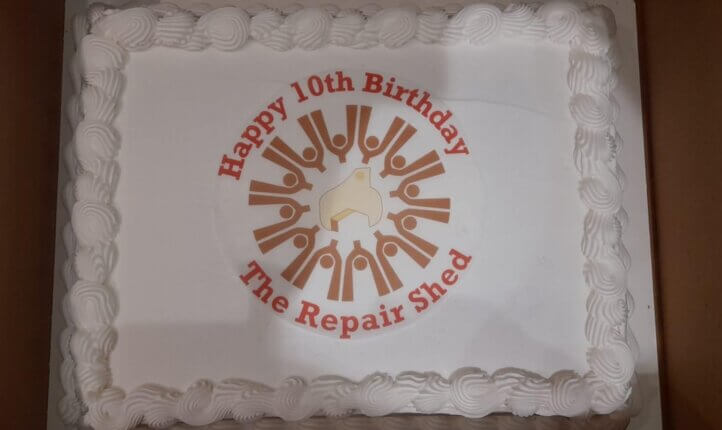 Happy 10th Birthday
The Repair Shed